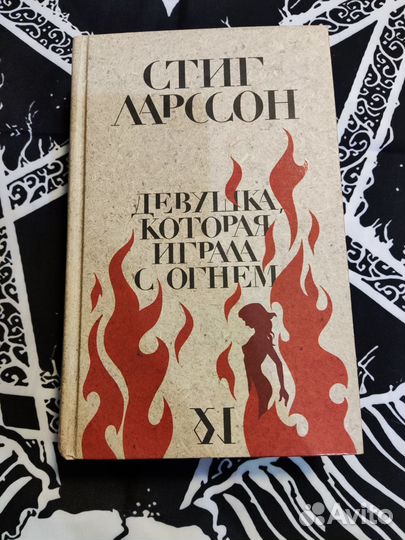 СТИГ
ЛАРССОН
ДЕВУШКА,
КОТОРАЯ
ИГРАЛА
С ОГНЕМ
Avito